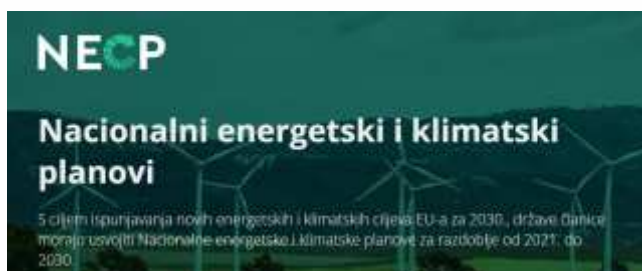 NECP
Nacionalni energetski i klimatski
planovi
S ciljem ispunjavanja novih energetskih i klimatskih ciljeva EU-a za 2030., države članice
moraju usvojiti Nacionalne energetske i klimatske planove za razdoblje od 2021. do
2030.